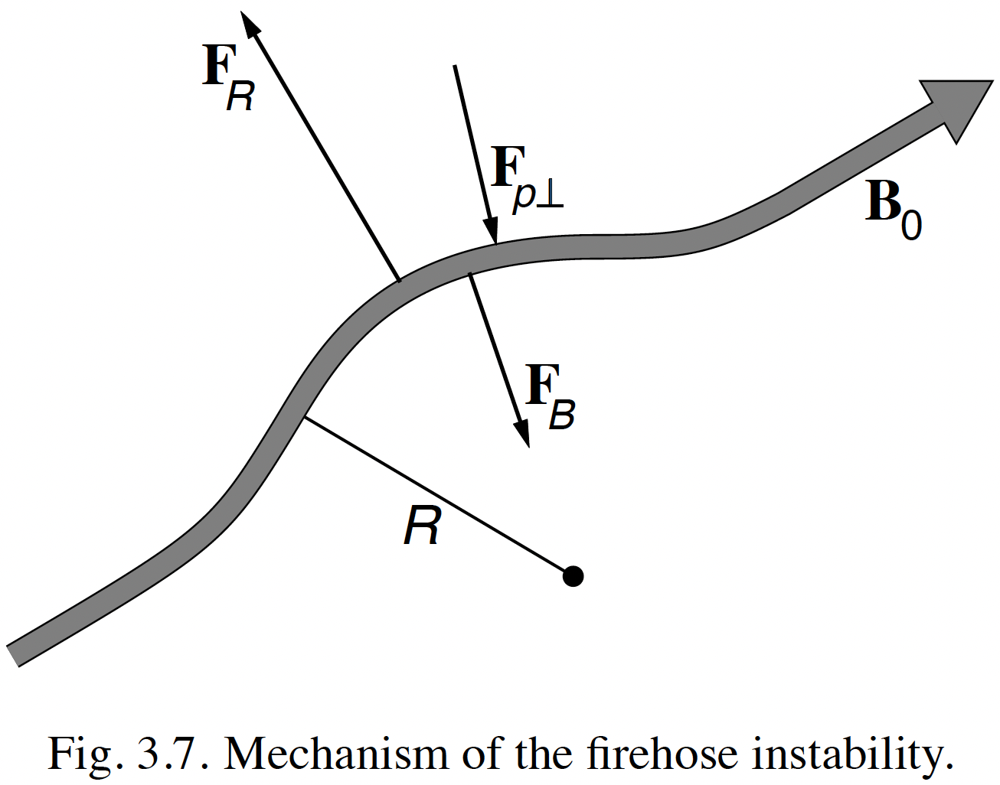 F_R
F_p⊥
B_0
F_B
R
Fig. 3.7. Mechanism of the firehose instability.